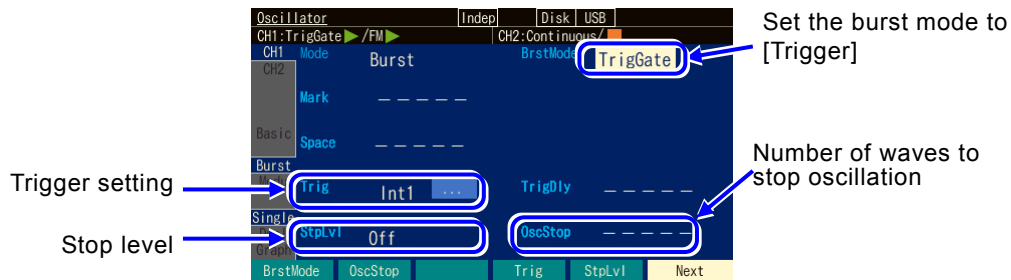 Oscillator Indep Disk USB
CH1:TrigGate /FM CH2:Continuous/
CH1 Mode Burst BrstMode TrigGate
CH2
Mark － － － － －
Basic Space － － － － －
Burst
Trig Int1 ... TrigDly － － － － －
Single
StpLvl Off OscStop － － － － －
Graph
BrstMode OscStop Trig StpLvl Next
Set the burst mode to
[Trigger]
Number of waves to
stop oscillation
Trigger setting
Stop level